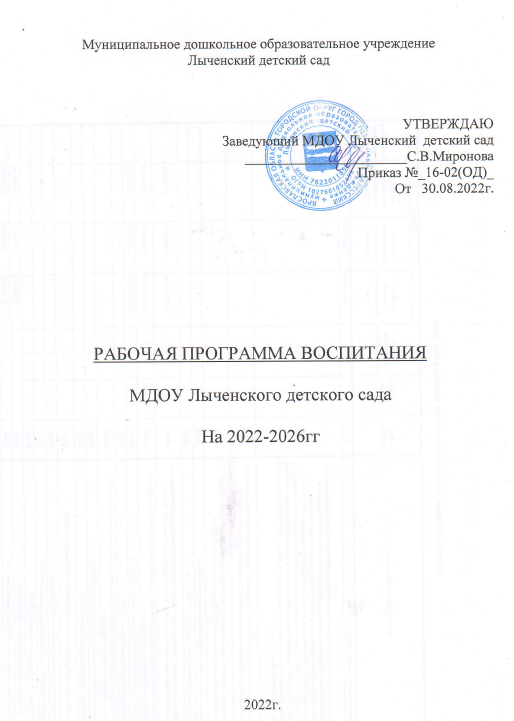 Муниципальное дошкольное образовательное учреждение
Лыченский детский сад
УТВЕРЖДАЮ
Заведующий МДОУ Лыченский детский сад
С.В.Миронова
Приказ №_16-02(ОД)_
От 30.08.2022г.
РАБОЧАЯ ПРОГРАММА ВОСПИТАНИЯ
МДОУ Лыченского детского сада
На 2022-2026гг
2022г.